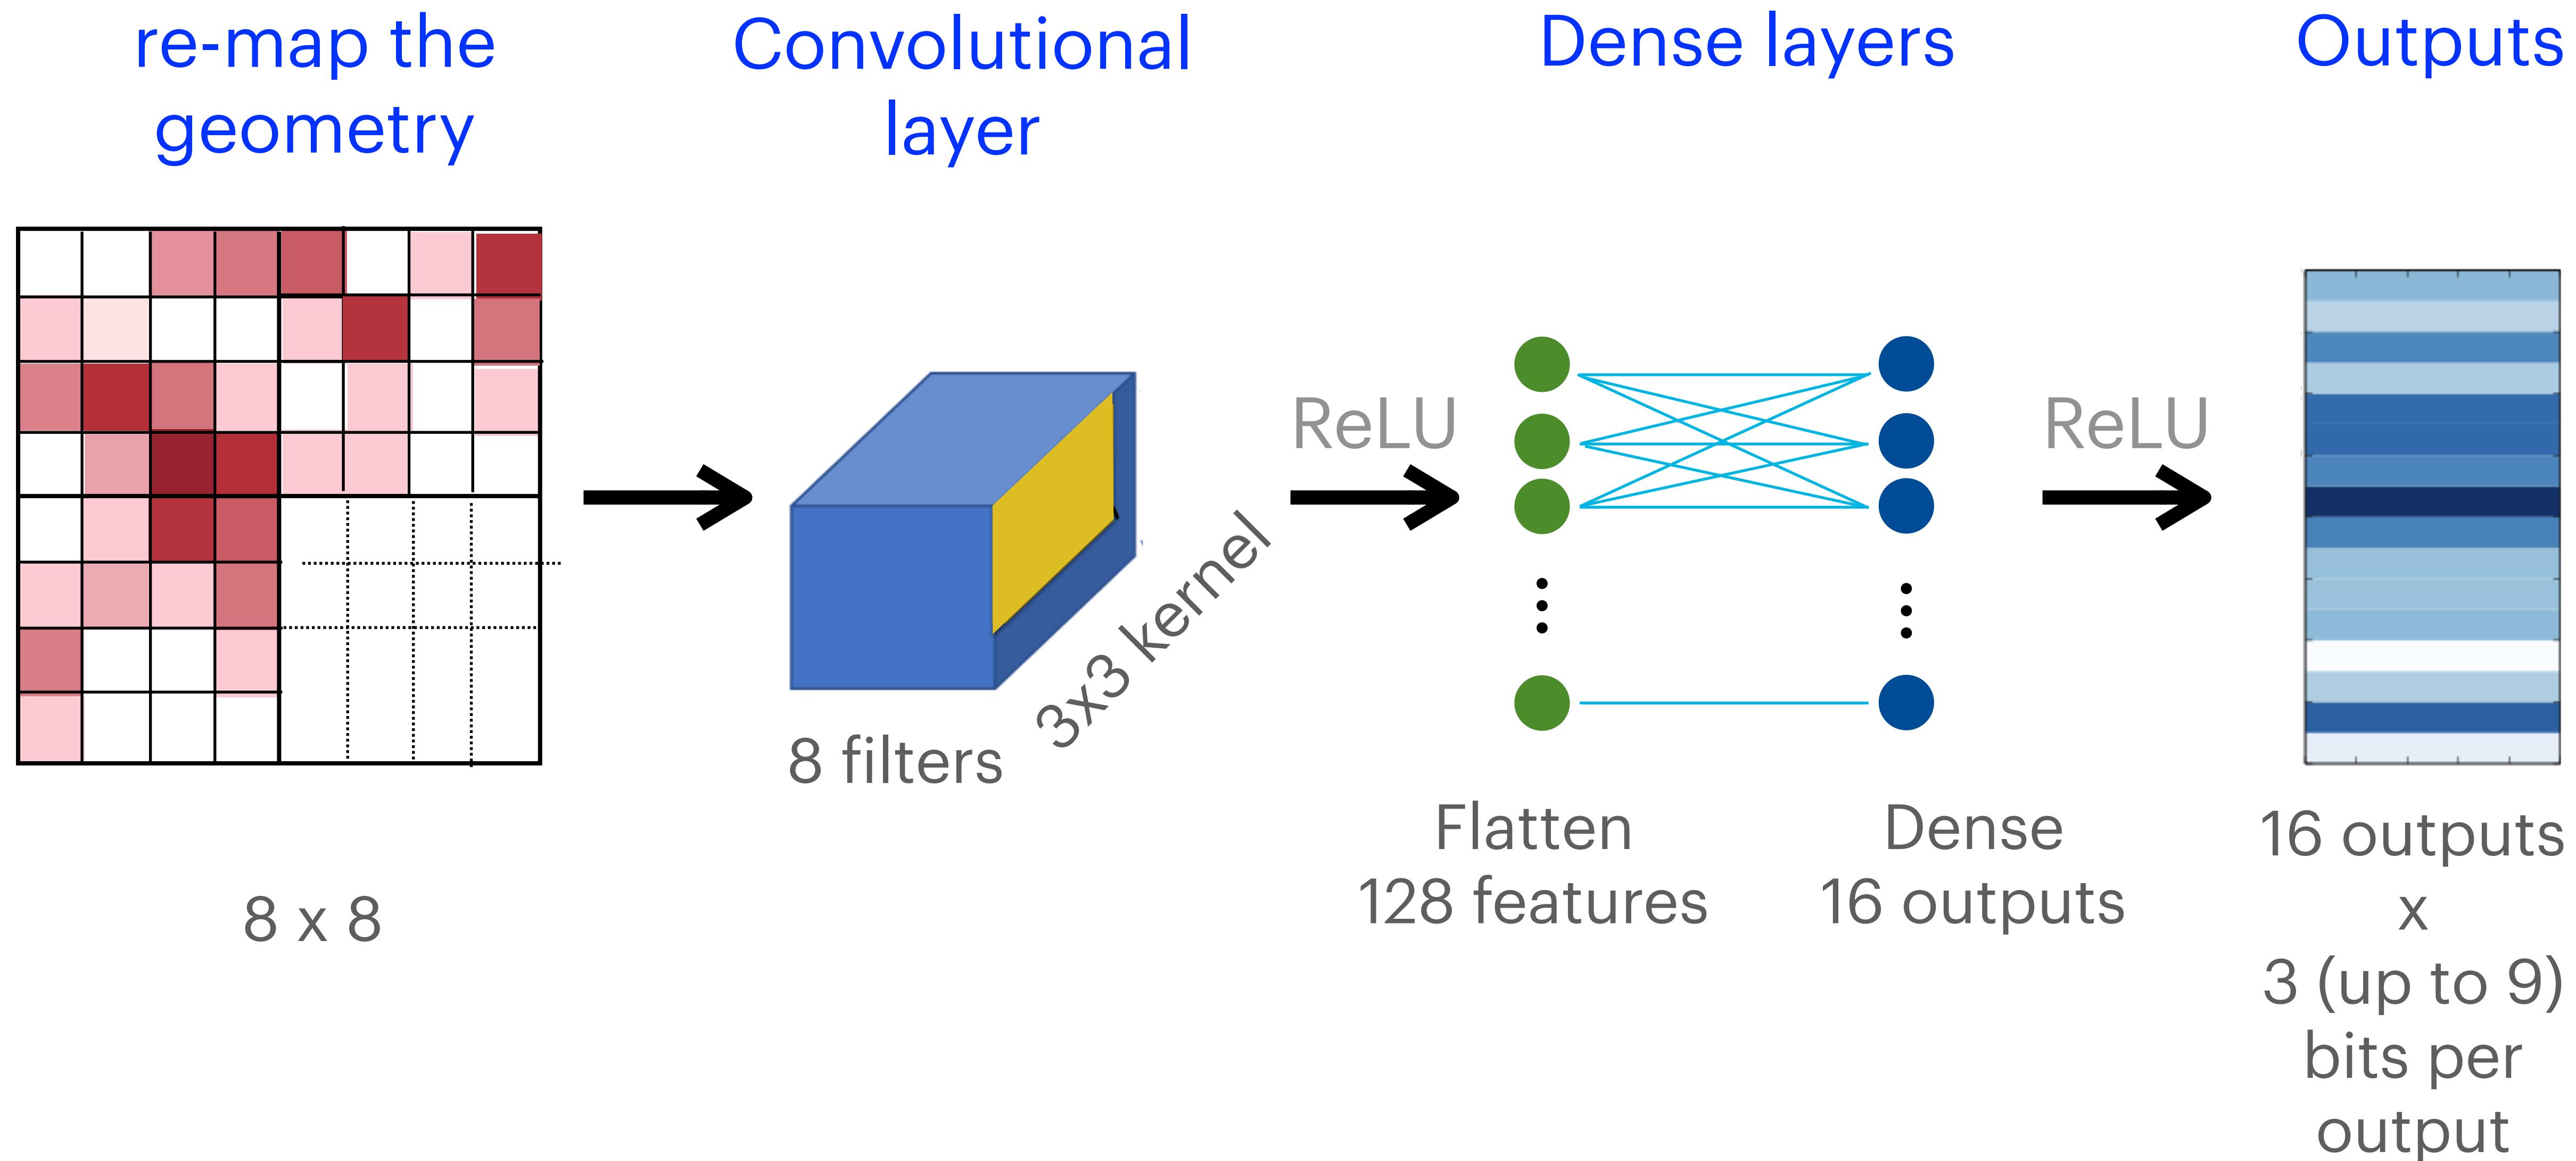 re-map the
geometry
8 x 8
Convolutional
layer
8 filters
3x3 kernel
ReLU
Dense layers
Flatten
128 features
Dense
16 outputs
ReLU
Outputs
16 outputs
x
3 (up to 9)
bits per
output